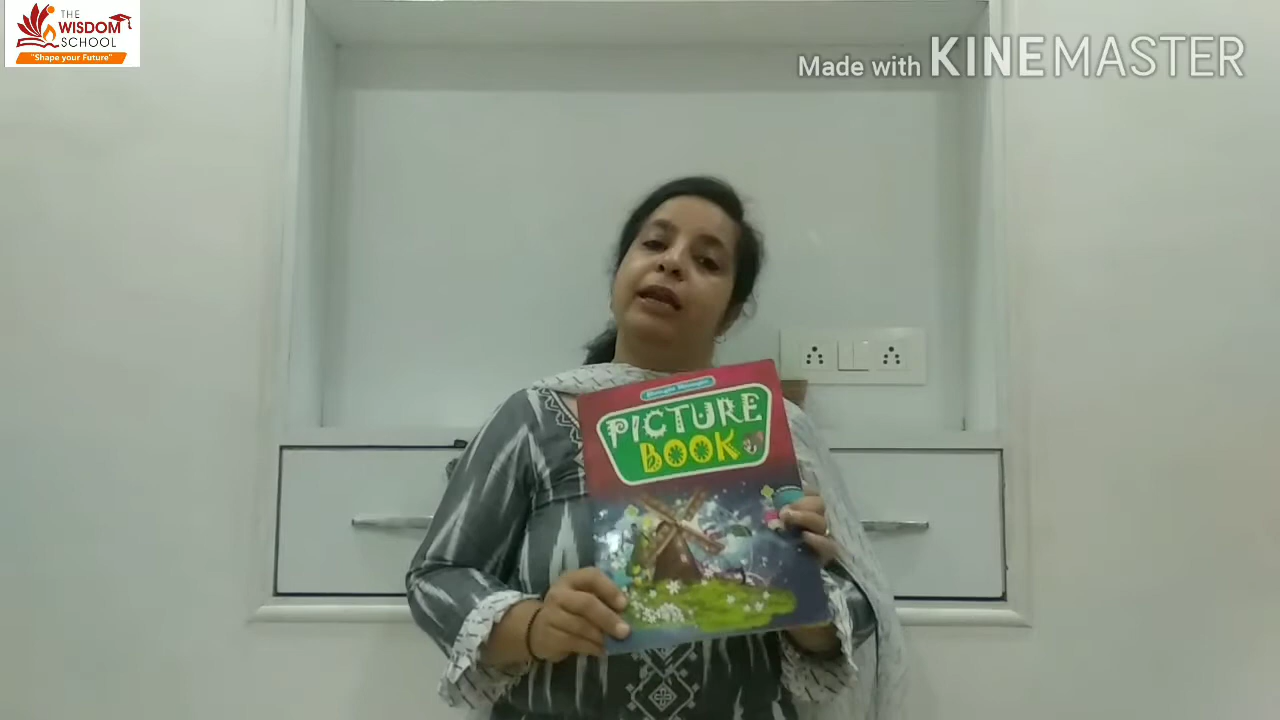 THE
WISDOM
SCHOOL
"Shape your Future"
Made with KINEMASTER
PICTURE
BOOK